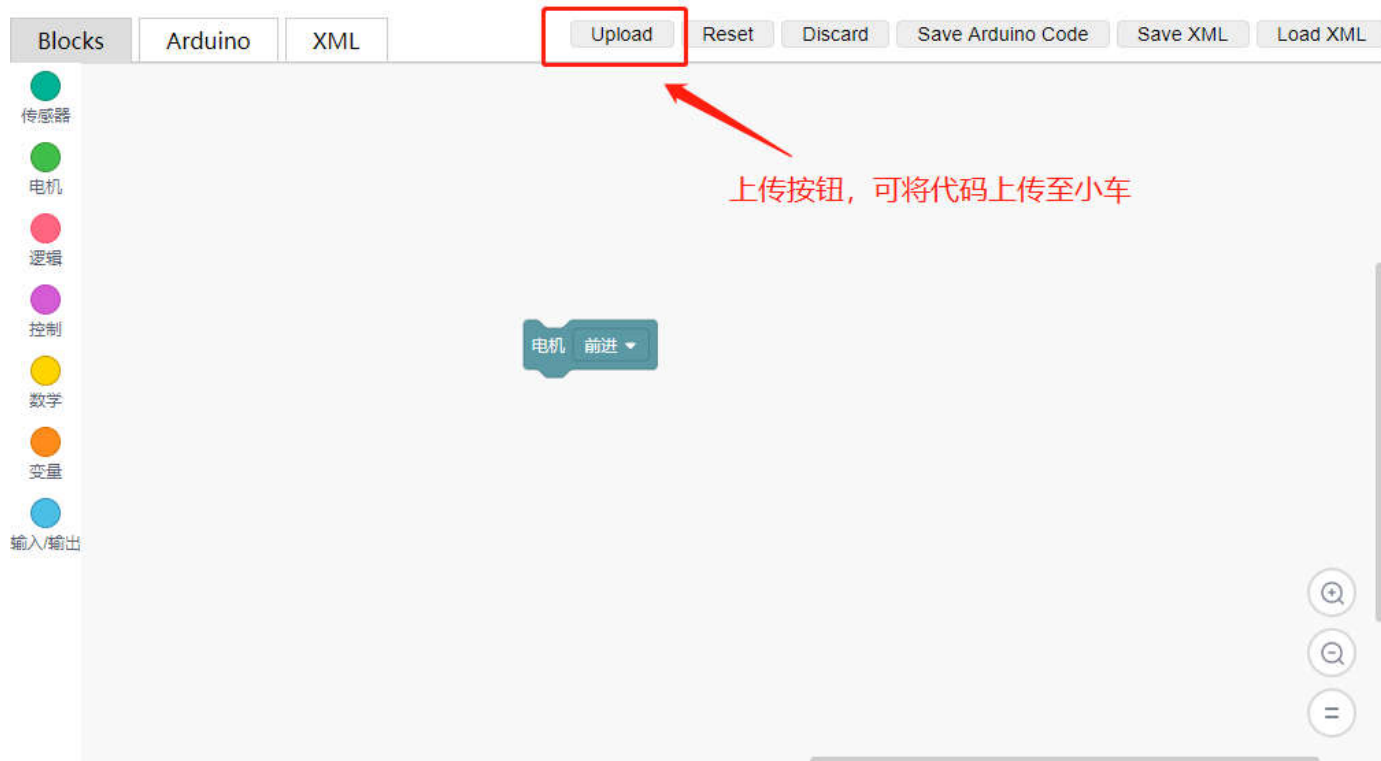 Blocks Arduino XML Upload Reset Discard Save Arduino Code Save XML Load XML
传感器
电机
逻辑
控制
数学
变量
输入/输出
上传按钮，可将代码上传至小车
电机 前进